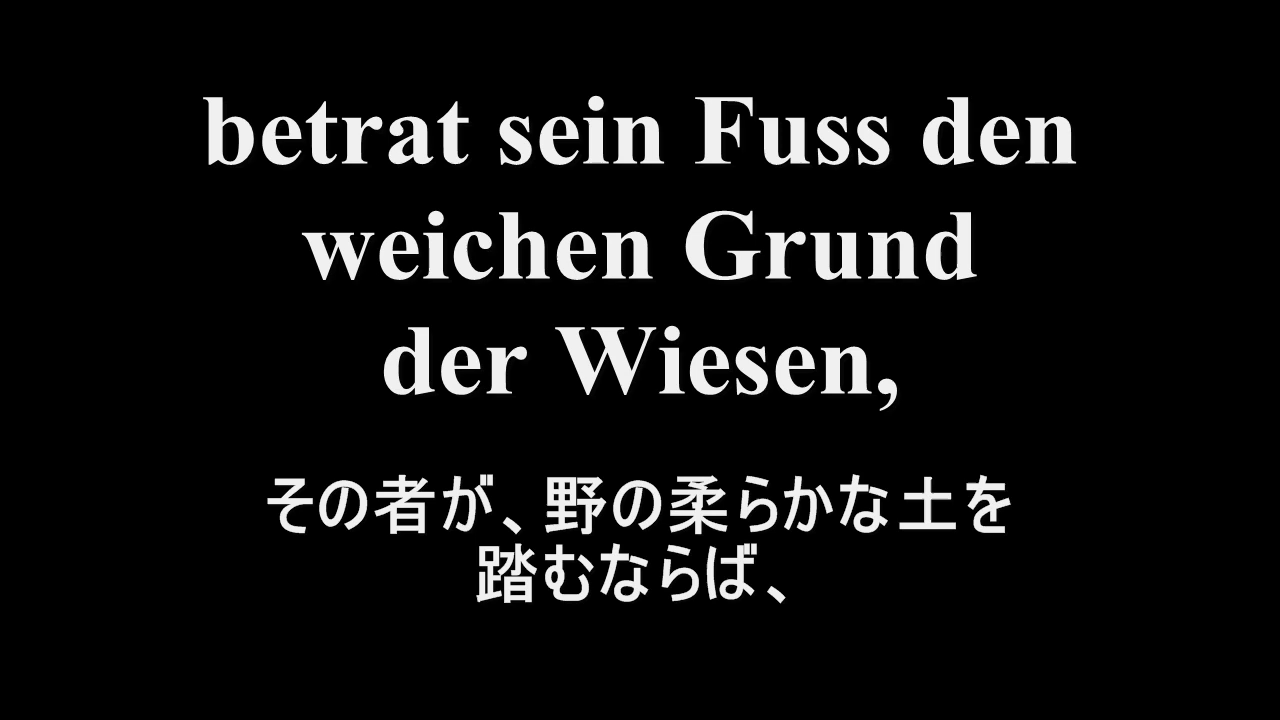 betrat sein Fuss den
weichen Grund
der Wiesen,
その者が、野の柔らかな土を
踏むならば、